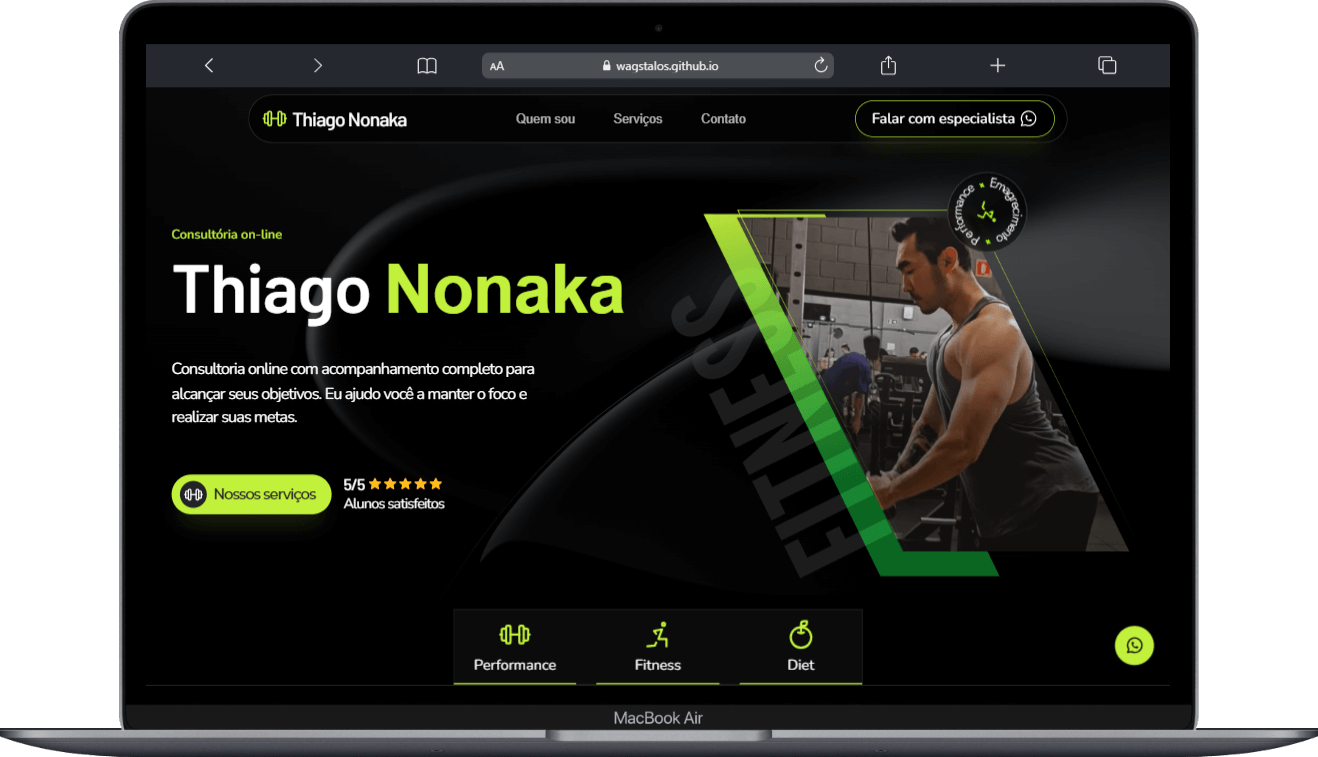 AA
waqstalos.github.io
Thiago Nonaka
Quem sou
Serviços
Contato
Falar com especialista
Performance • Emagrecimento •
Consultória on-line
Thiago Nonaka
FITNESS
Consultoria online com acompanhamento completo para
alcançar seus objetivos. Eu ajudo você a manter o foco e
realizar suas metas.
Nossos serviços
5/5
Alunos satisfeitos
Performance
Fitness
Diet
MacBook Air